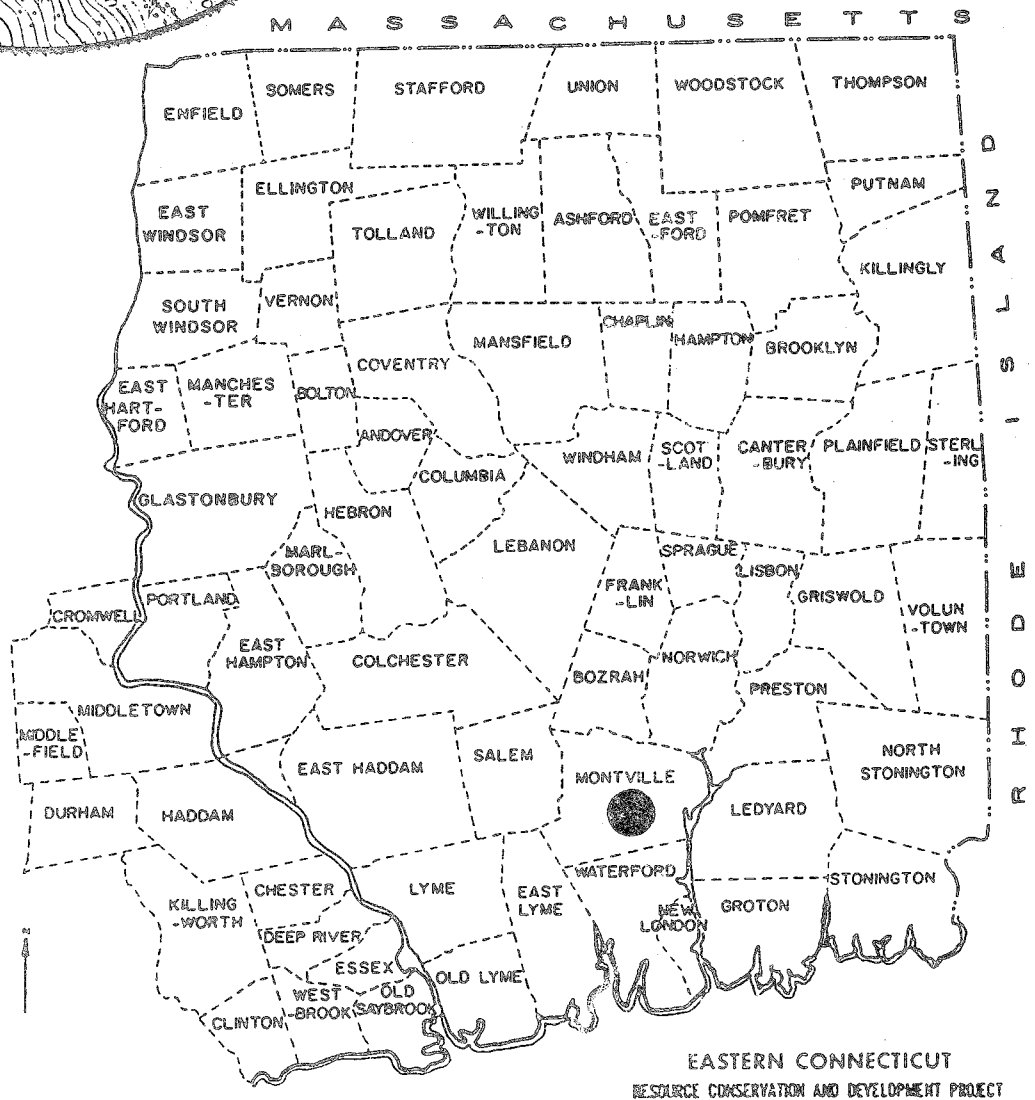 MASSACHUSETTS
SOMERS
STAFFORD
UNION
WOODSTOCK
THOMPSON
ENFIELD
ELLINGTON
PUTNAM
EAST
WINDSOR
TOLLAND
WILLING
-TON
ASHFORD
EAST
-FORD
POMFRET
KILLINGLY
SOUTH
WINDSOR
VERNON
COVENTRY
MANSFIELD
CHAPLIN
HAMPTON
BROOKLYN
EAST
HART-
FORD
MANCHES
-TER
BOLTON
ANDOVER
COLUMBIA
WINDHAM
SCOT
-LAND
CANTER
-BURY
PLAINFIELD
STERL
-ING
GLASTONBURY
HEBRON
MARL-
BOROUGH
LEBANON
SPRAGUE
LISBON
FRANK
-LIN
GRISWOLD
VOLUN
-TOWN
CROMWELL
PORTLAND
EAST
HAMPTON
COLCHESTER
BOZRAH
NORWICH
PRESTON
MIDDLETOWN
MIDDLE
-FIELD
EAST HADDAM
SALEM
MONTVILLE
NORTH
STONINGTON
DURHAM
HADDAM
LEDYARD
KILLING
-WORTH
CHESTER
LYME
EAST
LYME
WATERFORD
STONINGTON
DEEP RIVER
NEW
LONDON
GROTON
ESSEX
OLD LYME
WEST
-BROOK
OLD
SAYBROOK
CLINTON
RHODE ISLAND
EASTERN CONNECTICUT
RESOURCE CONSERVATION AND DEVELOPMENT PROJECT